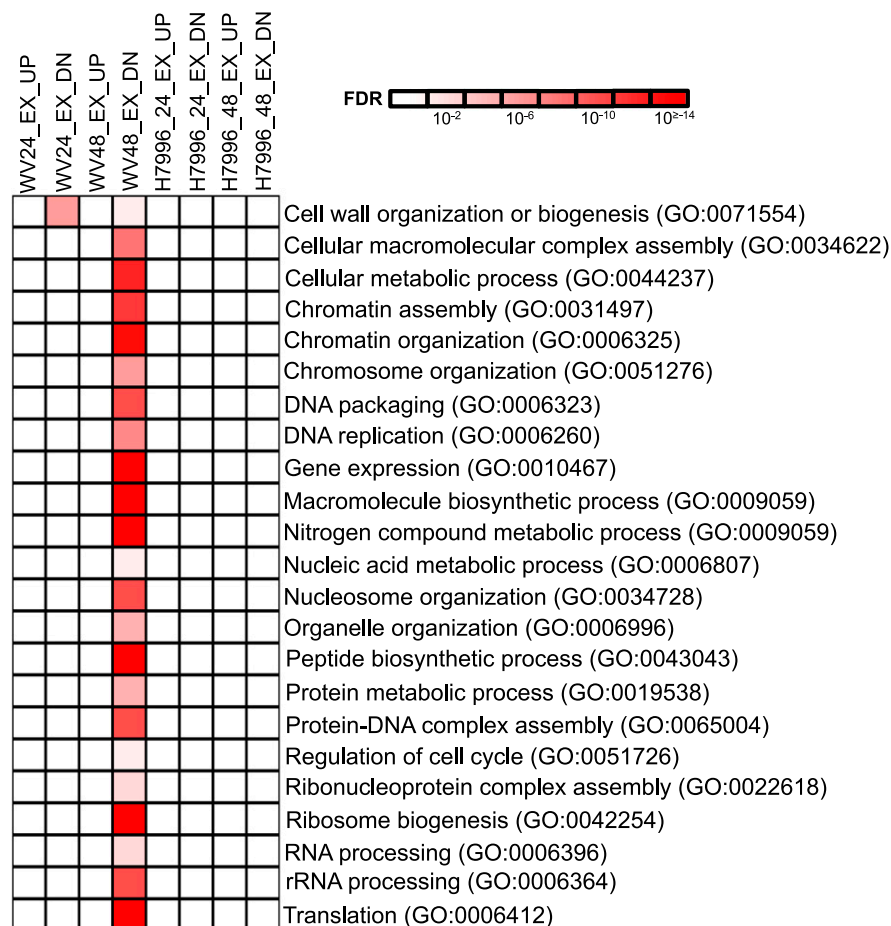 WV24_EX_UP
WV24_EX_DN
WV48_EX_UP
WV48_EX_DN
H7996_24_EX_UP
H7996_24_EX_DN
H7996_48_EX_UP
H7996_48_EX_DN
FDR
10-2 10-6 10-10 10≥-14
Cell wall organization or biogenesis (GO:0071554)
Cellular macromolecular complex assembly (GO:0034622)
Cellular metabolic process (GO:0044237)
Chromatin assembly (GO:0031497)
Chromatin organization (GO:0006325)
Chromosome organization (GO:0051276)
DNA packaging (GO:0006323)
DNA replication (GO:0006260)
Gene expression (GO:0010467)
Macromolecule biosynthetic process (GO:0009059)
Nitrogen compound metabolic process (GO:0009059)
Nucleic acid metabolic process (GO:0006807)
Nucleosome organization (GO:0034728)
Organelle organization (GO:0006996)
Peptide biosynthetic process (GO:0043043)
Protein metabolic process (GO:0019538)
Protein-DNA complex assembly (GO:0065004)
Regulation of cell cycle (GO:0051726)
Ribonucleoprotein complex assembly (GO:0022618)
Ribosome biogenesis (GO:0042254)
RNA processing (GO:0006396)
rRNA processing (GO:0006364)
Translation (GO:0006412)